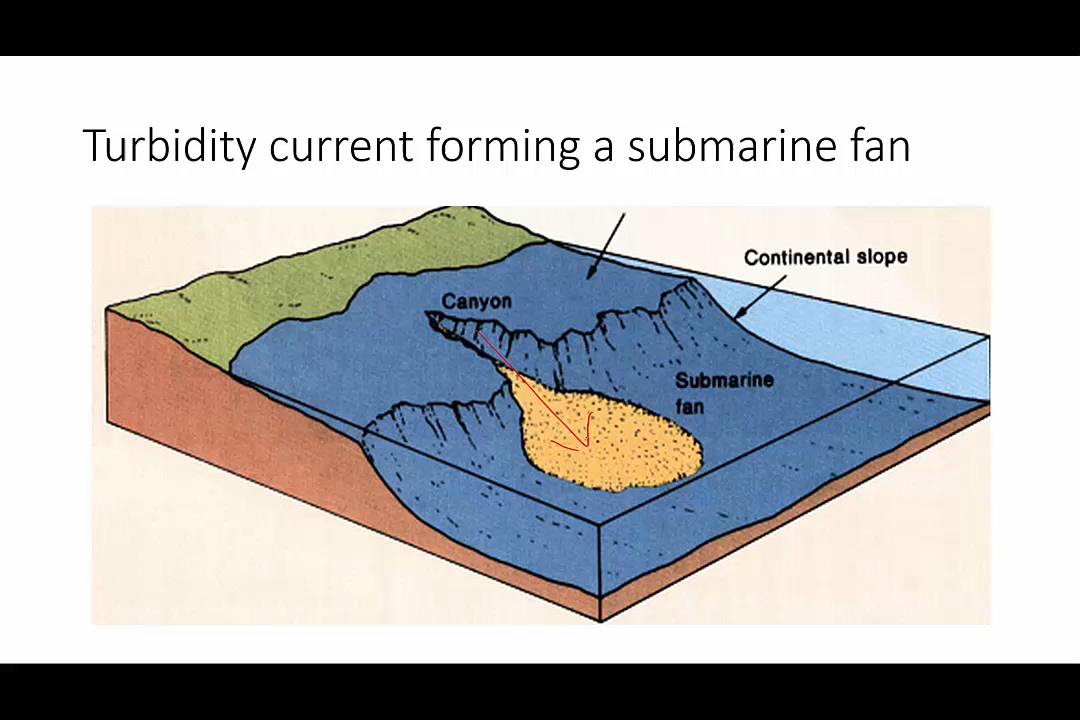 Turbidity current forming a submarine fan
Continental slope
Canyon
Submarine
fan